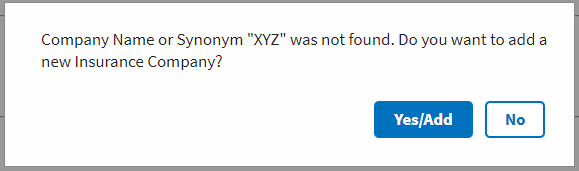 Company Name or Synonym "XYZ" was not found. Do you want to add a
new Insurance Company?
Yes/Add
No